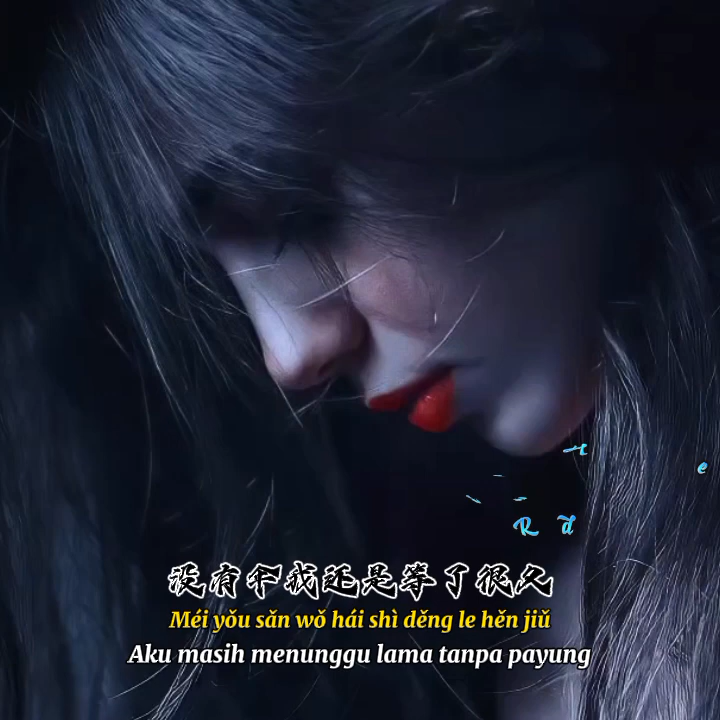 t e
R d
没有伞我还是等了很久
Méi yǒu sǎn wǒ hái shì děng le hěn jiǔ
Aku masih menunggu lama tanpa payung